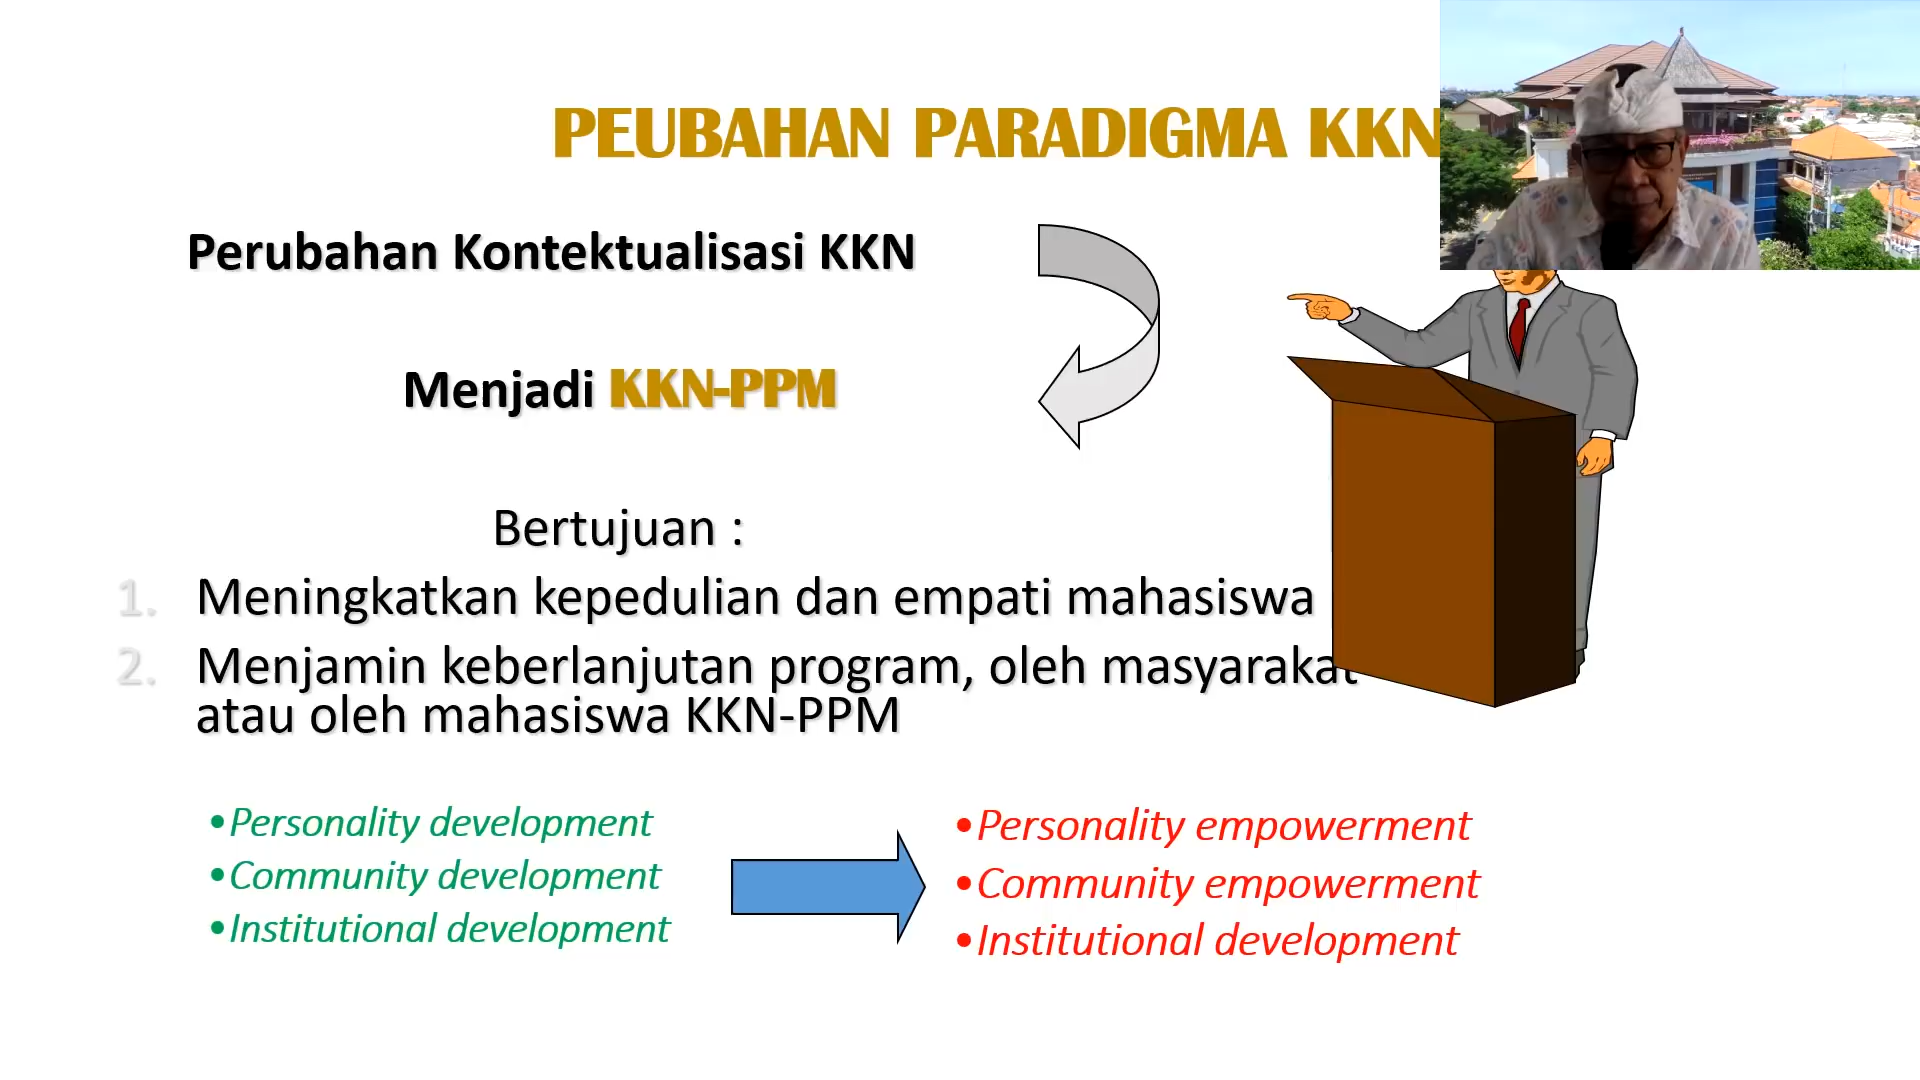 PEUBAHAN PARADIGMA KKN
Perubahan Kontektualisasi KKN
Menjadi KKN-PPM
Bertujuan :
1. Meningkatkan kepedulian dan empati mahasiswa
2. Menjamin keberlanjutan program, oleh masyarakat
atau oleh mahasiswa KKN-PPM
•Personality development
•Community development
•Institutional development
•Personality empowerment
•Community empowerment
•Institutional development